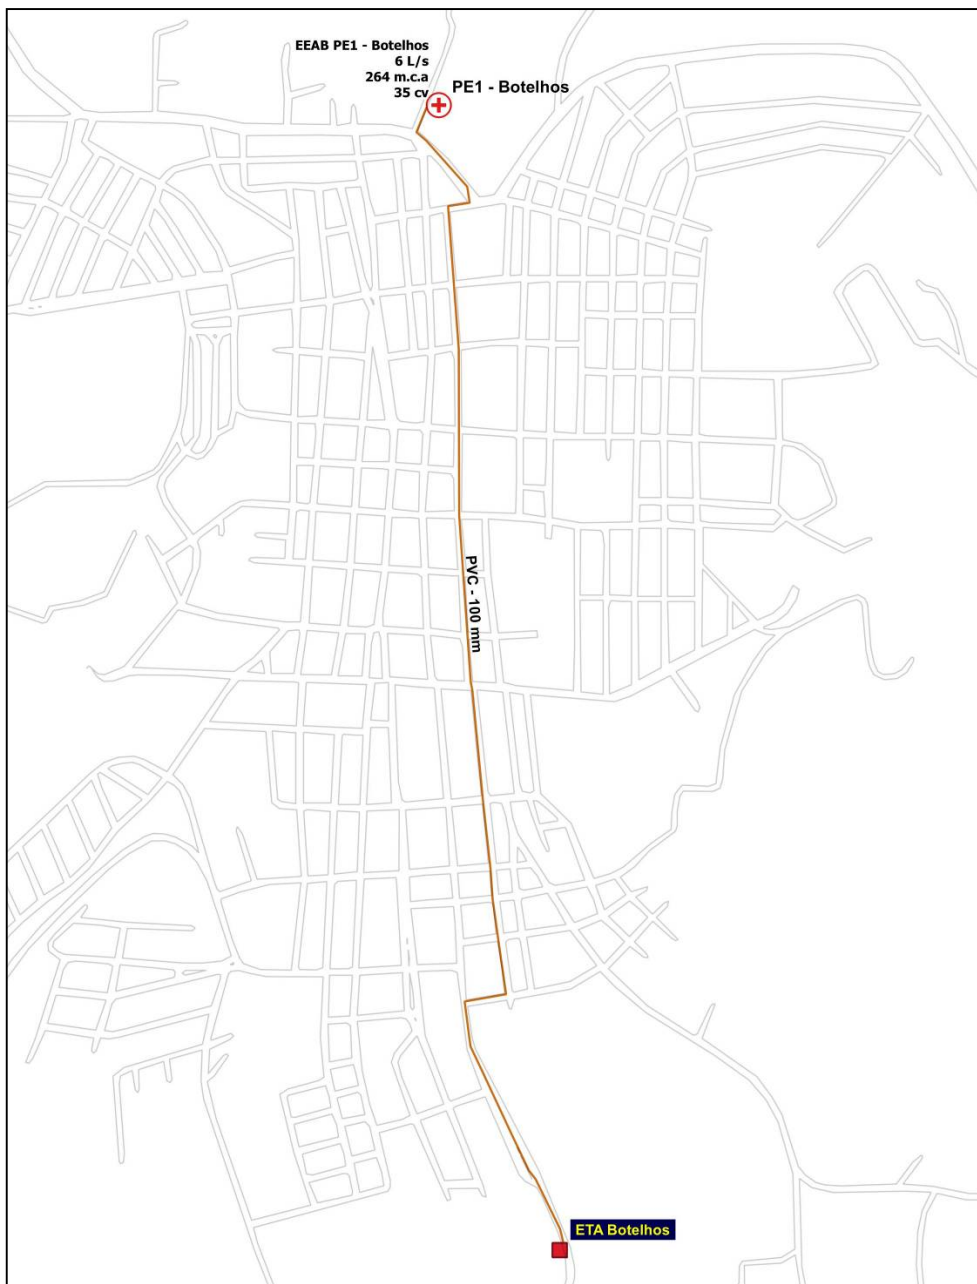 EEAB PE1 - Botelhos
6 L/s
264 m.c.a
35 cv
PE1 - Botelhos
PVC - 100 mm
ETA Botelhos